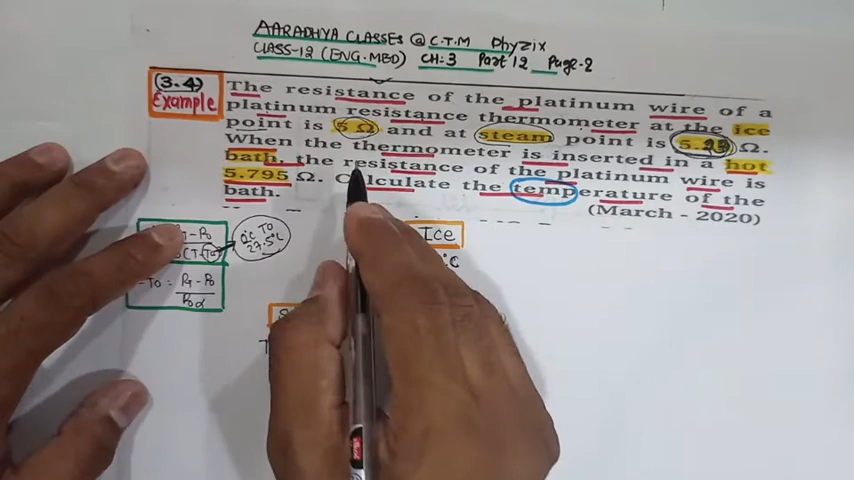 AARADHYA CLASSES @ C.T.M Phyzix
CLASS-12 (ENG.MED) CH:3 Part 12 Page-2
(3.4)
Example
The resistance of the platinum wire of a
platinum resistance thermometer at the ice
point is 5 Ω and at steam point is 5.23 Ω.
When the thermometer is inserted in a hot
bath, the resistance of the platinum wire is
5.795 Ω. Calculate the temperature of the
bath.
(March - 2020)
0°C TO
27.5°C
Ice